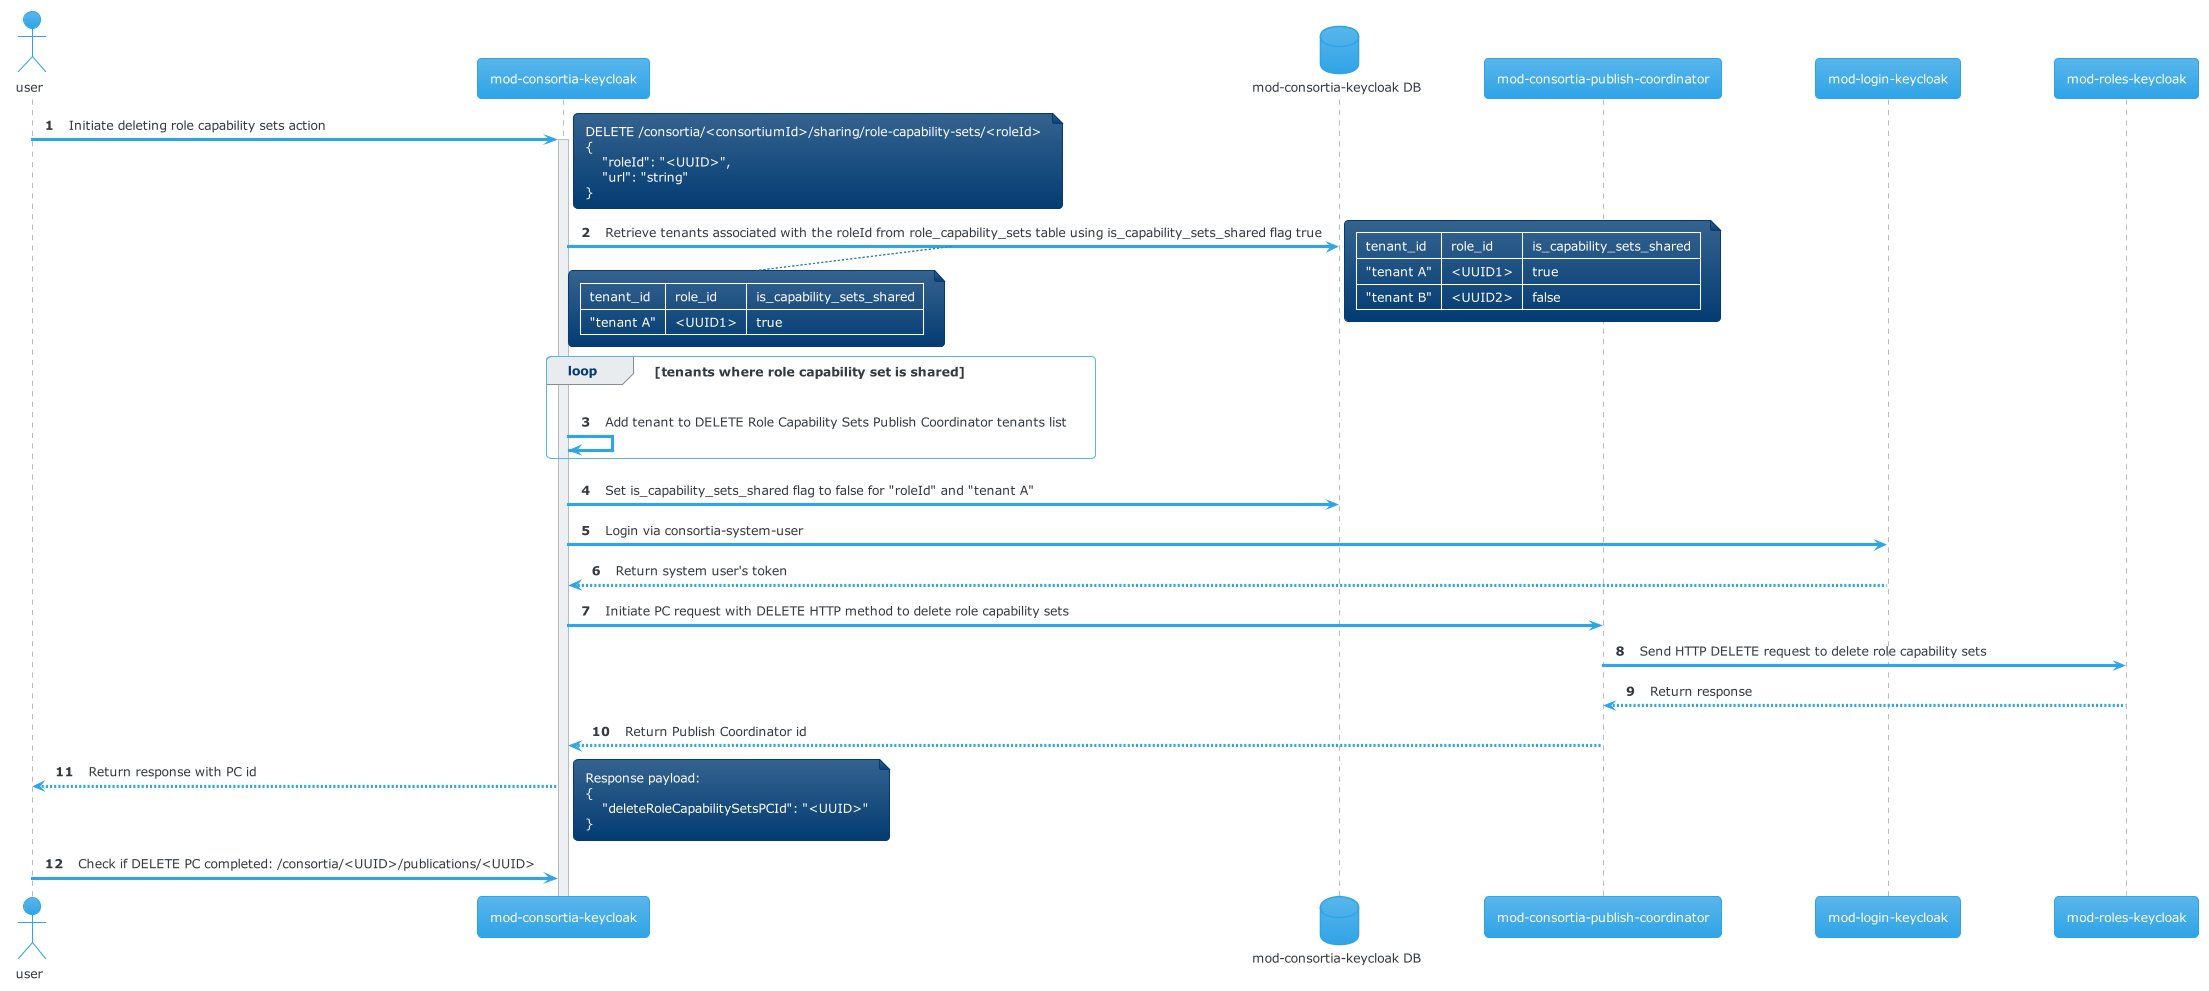 user
mod-consortia-keycloak
mod-consortia-keycloak DB
mod-consortia-publish-coordinator
mod-login-keycloak
mod-roles-keycloak
1 Initiate deleting role capability sets action
DELETE /consortia/<consortiumId>/sharing/role-capability-sets/<roleId>
{
"roleId": "<UUID>",
"url": "string"
}
2 Retrieve tenants associated with the roleId from role_capability_sets table using is_capability_sets_shared flag true
tenant_id role_id is_capability_sets_shared
"tenant A" <UUID1> true
"tenant B" <UUID2> false
tenant_id role_id is_capability_sets_shared
"tenant A" <UUID1> true
loop [tenants where role capability set is shared]
3 Add tenant to DELETE Role Capability Sets Publish Coordinator tenants list
4 Set is_capability_sets_shared flag to false for "roleId" and "tenant A"
5 Login via consortia-system-user
6 Return system user's token
7 Initiate PC request with DELETE HTTP method to delete role capability sets
8 Send HTTP DELETE request to delete role capability sets
9 Return response
10 Return Publish Coordinator id
11 Return response with PC id
Response payload:
{
"deleteRoleCapabilitySetsPCId": "<UUID>"
}
12 Check if DELETE PC completed: /consortia/<UUID>/publications/<UUID>
user
mod-consortia-keycloak
mod-consortia-keycloak DB
mod-consortia-publish-coordinator
mod-login-keycloak
mod-roles-keycloak